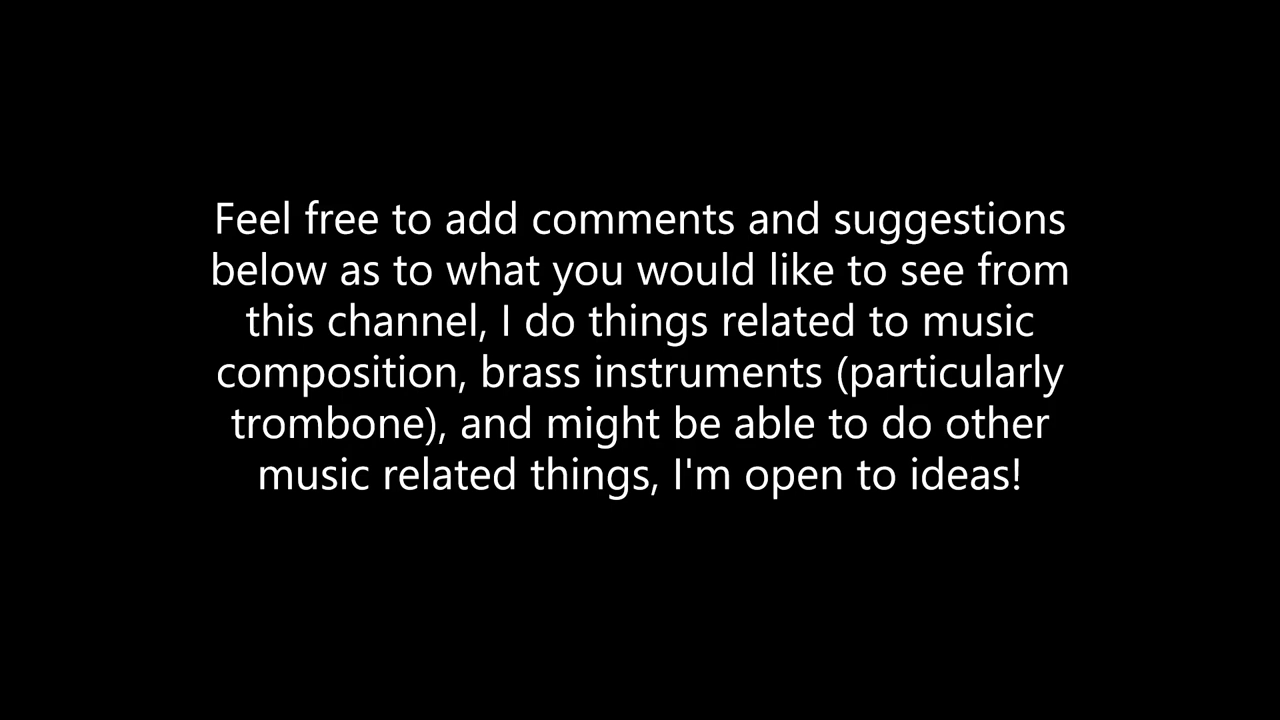 Feel free to add comments and suggestions
below as to what you would like to see from
this channel, I do things related to music
composition, brass instruments (particularly
trombone), and might be able to do other
music related things, I'm open to ideas!